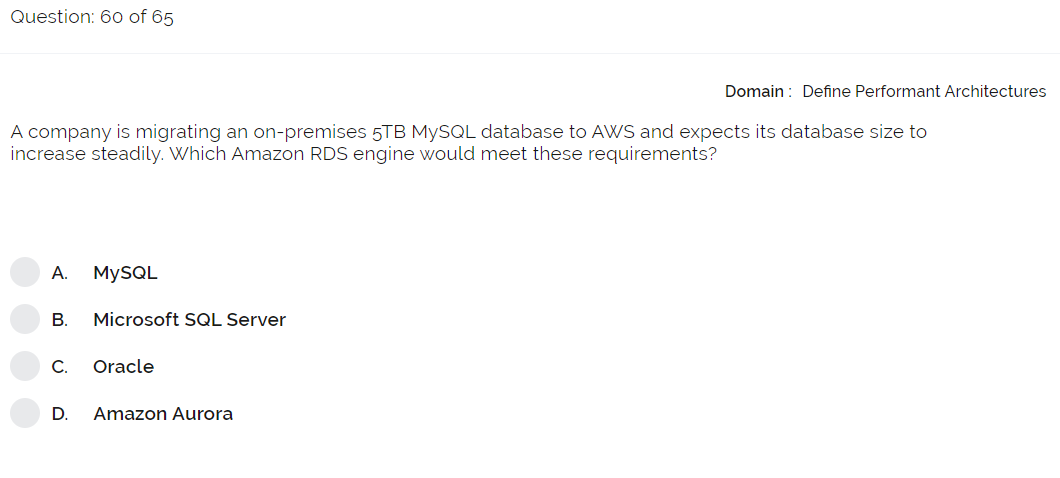 Question: 60 of 65
Domain : Define Performant Architectures
A company is migrating an on-premises 5TB MySQL database to AWS and expects its database size to
increase steadily. Which Amazon RDS engine would meet these requirements?
A. MySQL
B. Microsoft SQL Server
C. Oracle
D. Amazon Aurora